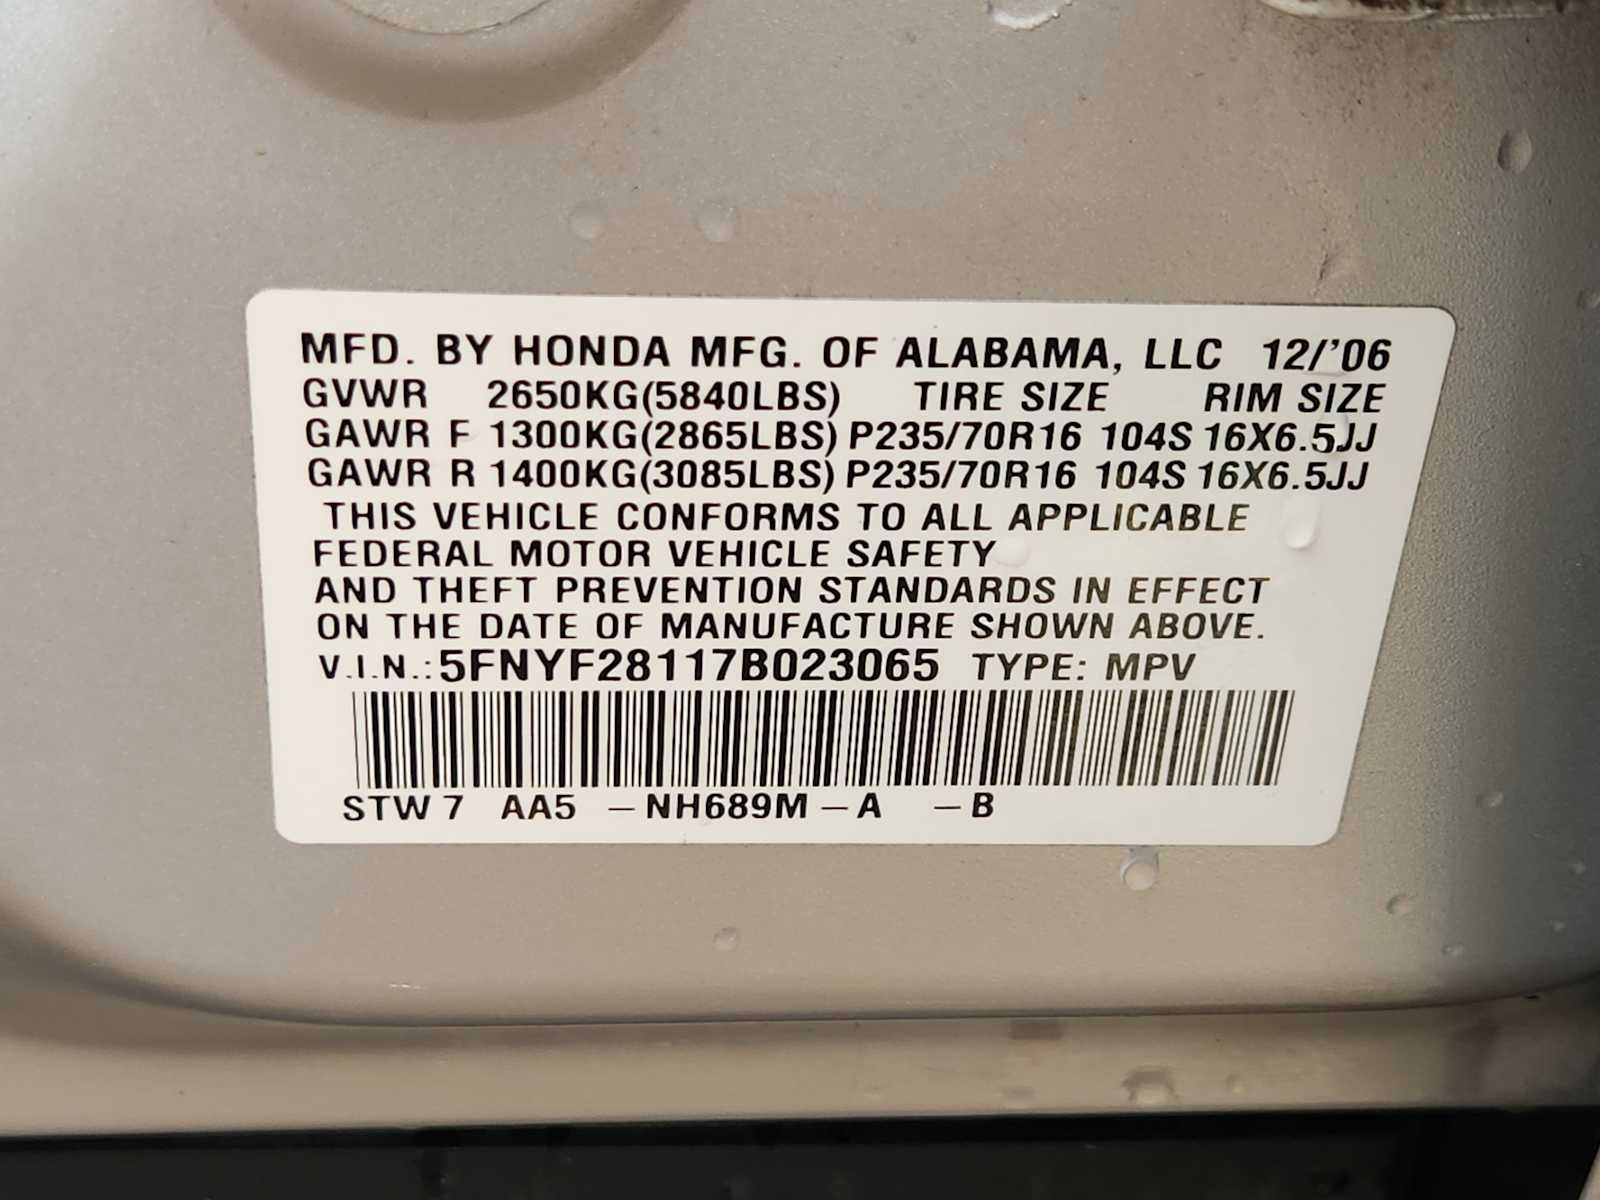 MFD. BY HONDA MFG. OF ALABAMA, LLC 12/'06
GVWR 2650KG(5840LBS) TIRE SIZE RIM SIZE
GAWR F 1300KG(2865LBS) P235/70R16 104S 16X6.5JJ
GAWR R 1400KG(3085LBS) P235/70R16 104S 16X6.5JJ
THIS VEHICLE CONFORMS TO ALL APPLICABLE
FEDERAL MOTOR VEHICLE SAFETY
AND THEFT PREVENTION STANDARDS IN EFFECT
ON THE DATE OF MANUFACTURE SHOWN ABOVE.
V.I.N.: 5FNYF28117B023065 TYPE: MPV
STW 7 AA5 – NH689M – A – B